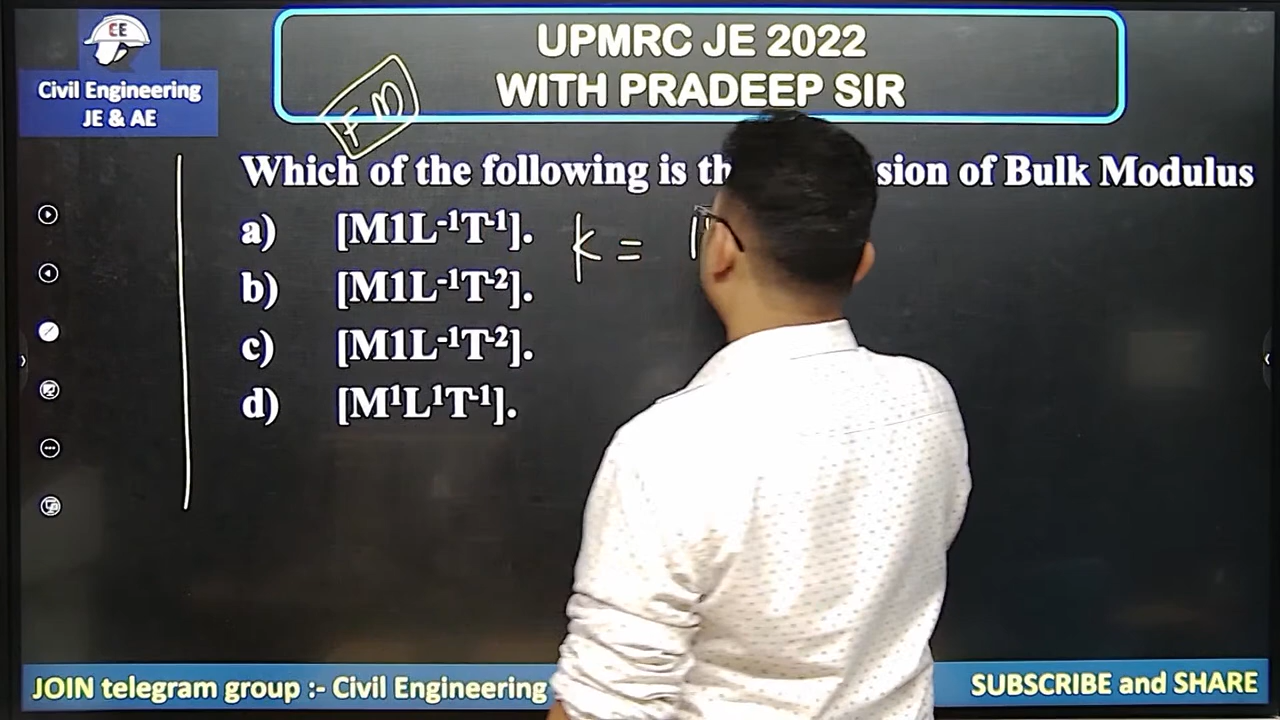 EE
Civil Engineering
JE & AE
UPMRC JE 2022
WITH PRADEEP SIR
FM
Which of the following is th sion of Bulk Modulus
a) [M1L⁻¹T⁻¹].
b) [M1L⁻¹T⁻²].
c) [M1L⁻¹T⁻²].
d) [M¹L¹T⁻¹].
K =
JOIN telegram group :- Civil Engineering
SUBSCRIBE and SHARE